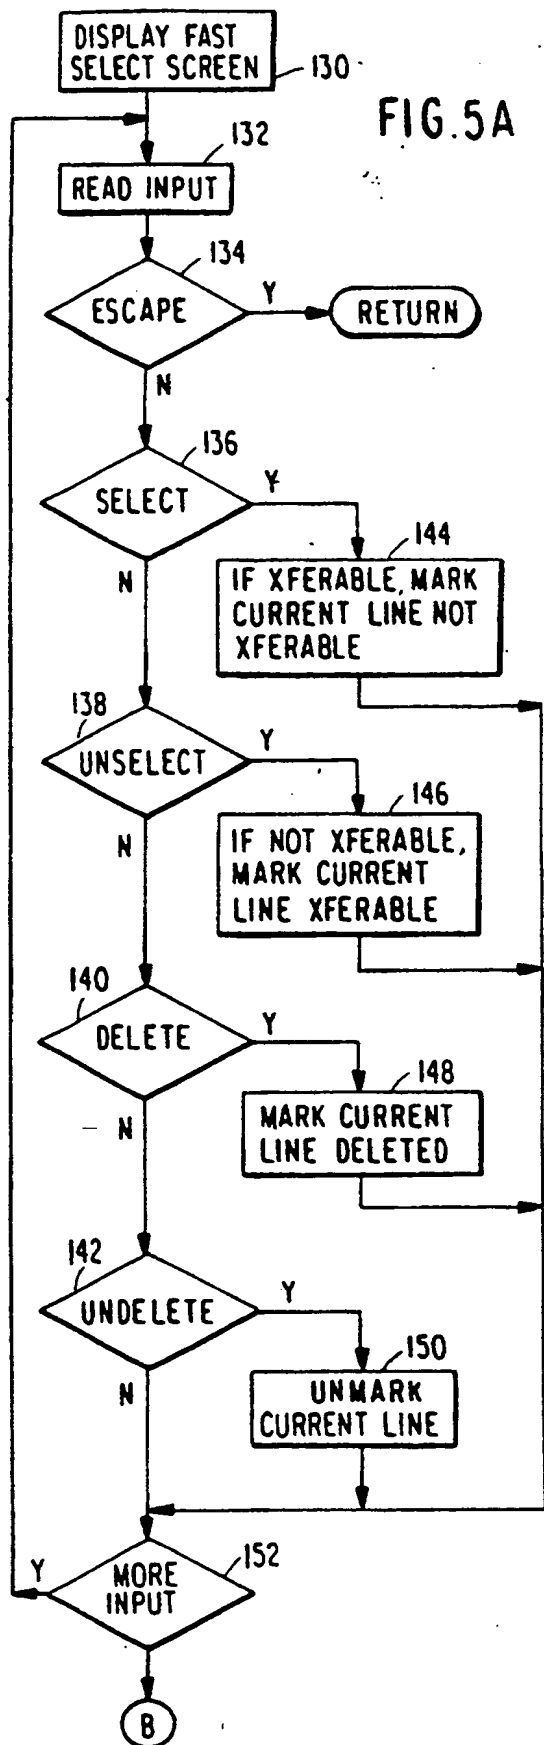 DISPLAY FAST
SELECT SCREEN
130
FIG.5A
132
READ INPUT
134
ESCAPE
Y
RETURN
N
136
SELECT
Y
144
IF XFERABLE, MARK
CURRENT LINE NOT
XFERABLE
N
138
UNSELECT
Y
146
IF NOT XFERABLE,
MARK CURRENT
LINE XFERABLE
N
140
DELETE
Y
148
MARK CURRENT
LINE DELETED
N
142
UNDELETE
Y
150
UNMARK
CURRENT LINE
N
152
Y
MORE
INPUT
B